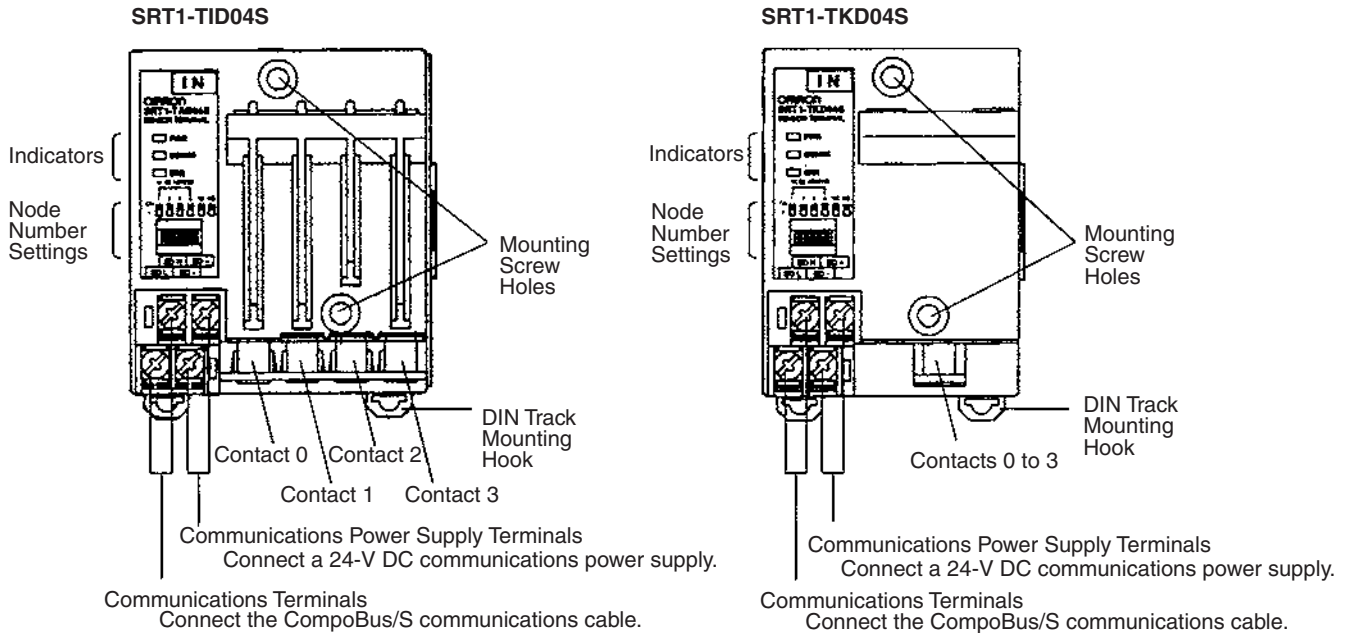 SRT1-TID04S
IN
OMRON
Indicators
Node
Number
Settings
Mounting
Screw
Holes
DIN Track
Mounting
Hook
Contact 0
Contact 2
Contact 1
Contact 3
Communications Power Supply Terminals
Connect a 24-V DC communications power supply.
Communications Terminals
Connect the CompoBus/S communications cable.
SRT1-TKD04S
IN
OMRON
Indicators
Node
Number
Settings
Mounting
Screw
Holes
DIN Track
Mounting
Hook
Contacts 0 to 3
Communications Power Supply Terminals
Connect a 24-V DC communications power supply.
Communications Terminals
Connect the CompoBus/S communications cable.